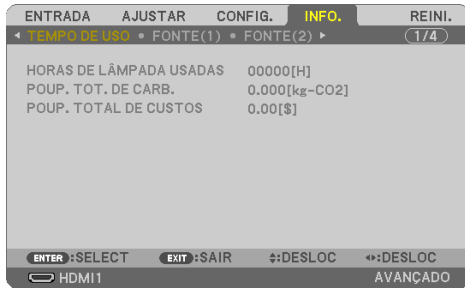 ENTRADA AJUSTAR CONFIG. INFO. REINI.
TEMPO DE USO • FONTE(1) • FONTE(2) 1/4
HORAS DE LÂMPADA USADAS 00000[H]
POUP. TOT. DE CARB. 0.000[kg-CO2]
POUP. TOTAL DE CUSTOS 0.00[$]
ENTER :SELECT EXIT :SAIR :DESLOC :DESLOC
HDMI1 AVANÇADO